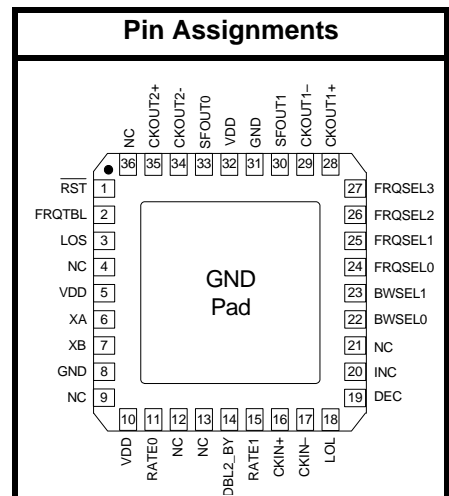 Pin Assignments
NC
CKOUT2+
CKOUT2-
SFOUT0
VDD
GND
SFOUT1
CKOUT1–
CKOUT1+
36 35 34 33 32 31 30 29 28
RST 1
FRQTBL 2
LOS 3
NC 4
VDD 5
XA 6
XB 7
GND 8
NC 9
GND
Pad
27 FRQSEL3
26 FRQSEL2
25 FRQSEL1
24 FRQSEL0
23 BWSEL1
22 BWSEL0
21 NC
20 INC
19 DEC
10 11 12 13 14 15 16 17 18
VDD
RATE0
NC
NC
DBL2_BY
RATE1
CKIN+
CKIN–
LOL